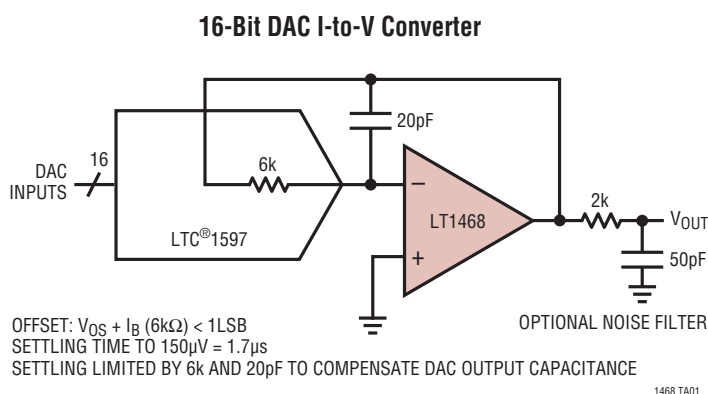 16-Bit DAC I-to-V Converter
20pF
16
DAC
INPUTS
6k
LTC®1597
−
LT1468
+
2k
VOUT
50pF
OPTIONAL NOISE FILTER
OFFSET: VOS + IB (6kΩ) < 1LSB
SETTLING TIME TO 150µV = 1.7µs
SETTLING LIMITED BY 6k AND 20pF TO COMPENSATE DAC OUTPUT CAPACITANCE
1468 TA01